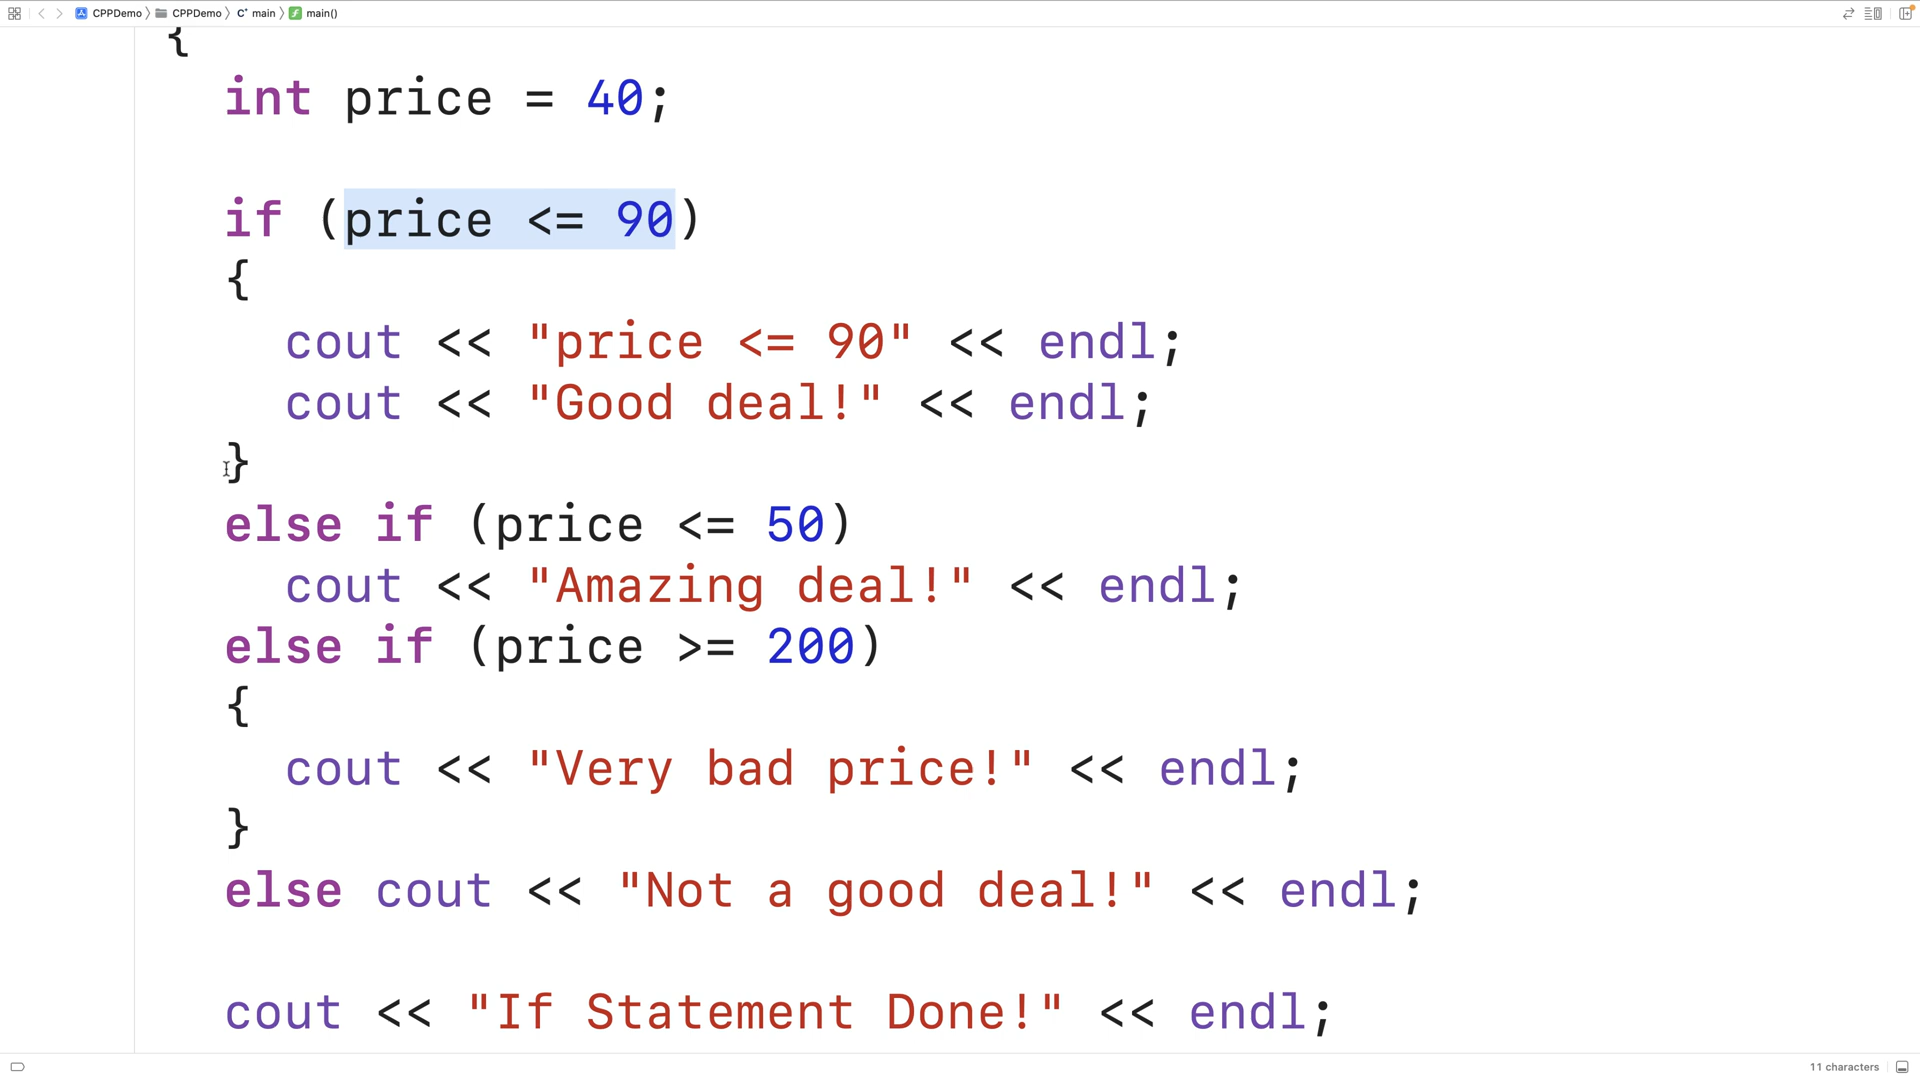 CPPDemo CPPDemo main main()
{
int price = 40;
if (price <= 90)
{
cout << "price <= 90" << endl;
cout << "Good deal!" << endl;
}
else if (price <= 50)
cout << "Amazing deal!" << endl;
else if (price >= 200)
{
cout << "Very bad price!" << endl;
}
else cout << "Not a good deal!" << endl;
cout << "If Statement Done!" << endl;
11 characters